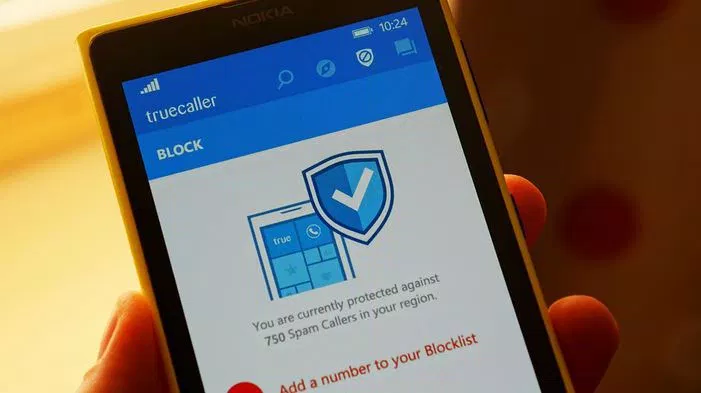 NOKIA
10:24
truecaller
BLOCK
true
You are currently protected against
750 Spam Callers in your region.
Add a number to your Blocklist